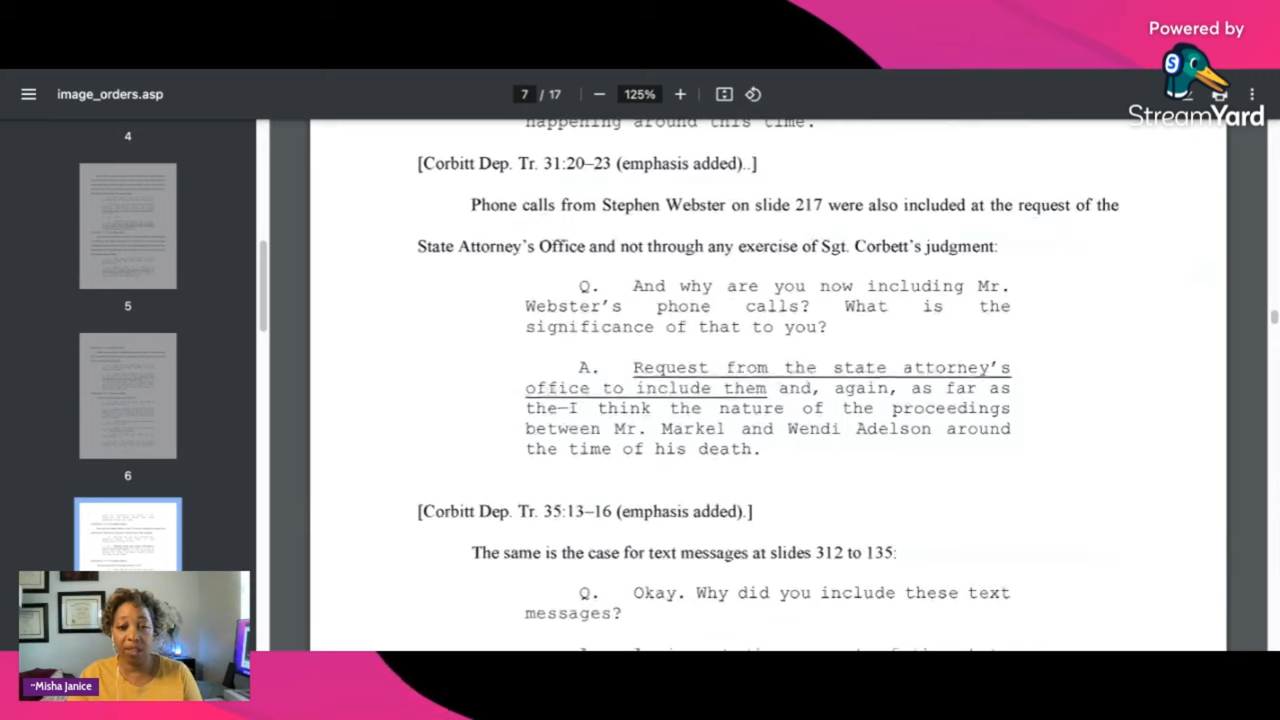 Powered by
StreamYard
image_orders.asp
7 / 17
125%
4
5
6
happening around this time.
[Corbitt Dep. Tr. 31:20–23 (emphasis added)..]
Phone calls from Stephen Webster on slide 217 were also included at the request of the
State Attorney's Office and not through any exercise of Sgt. Corbett's judgment:
Q. And why are you now including Mr.
Webster's phone calls? What is the
significance of that to you?
A. Request from the state attorney's
office to include them and, again, as far as
the—I think the nature of the proceedings
between Mr. Markel and Wendi Adelson around
the time of his death.
[Corbitt Dep. Tr. 35:13–16 (emphasis added).]
The same is the case for text messages at slides 312 to 135:
Q. Okay. Why did you include these text
messages?
~Misha Janice